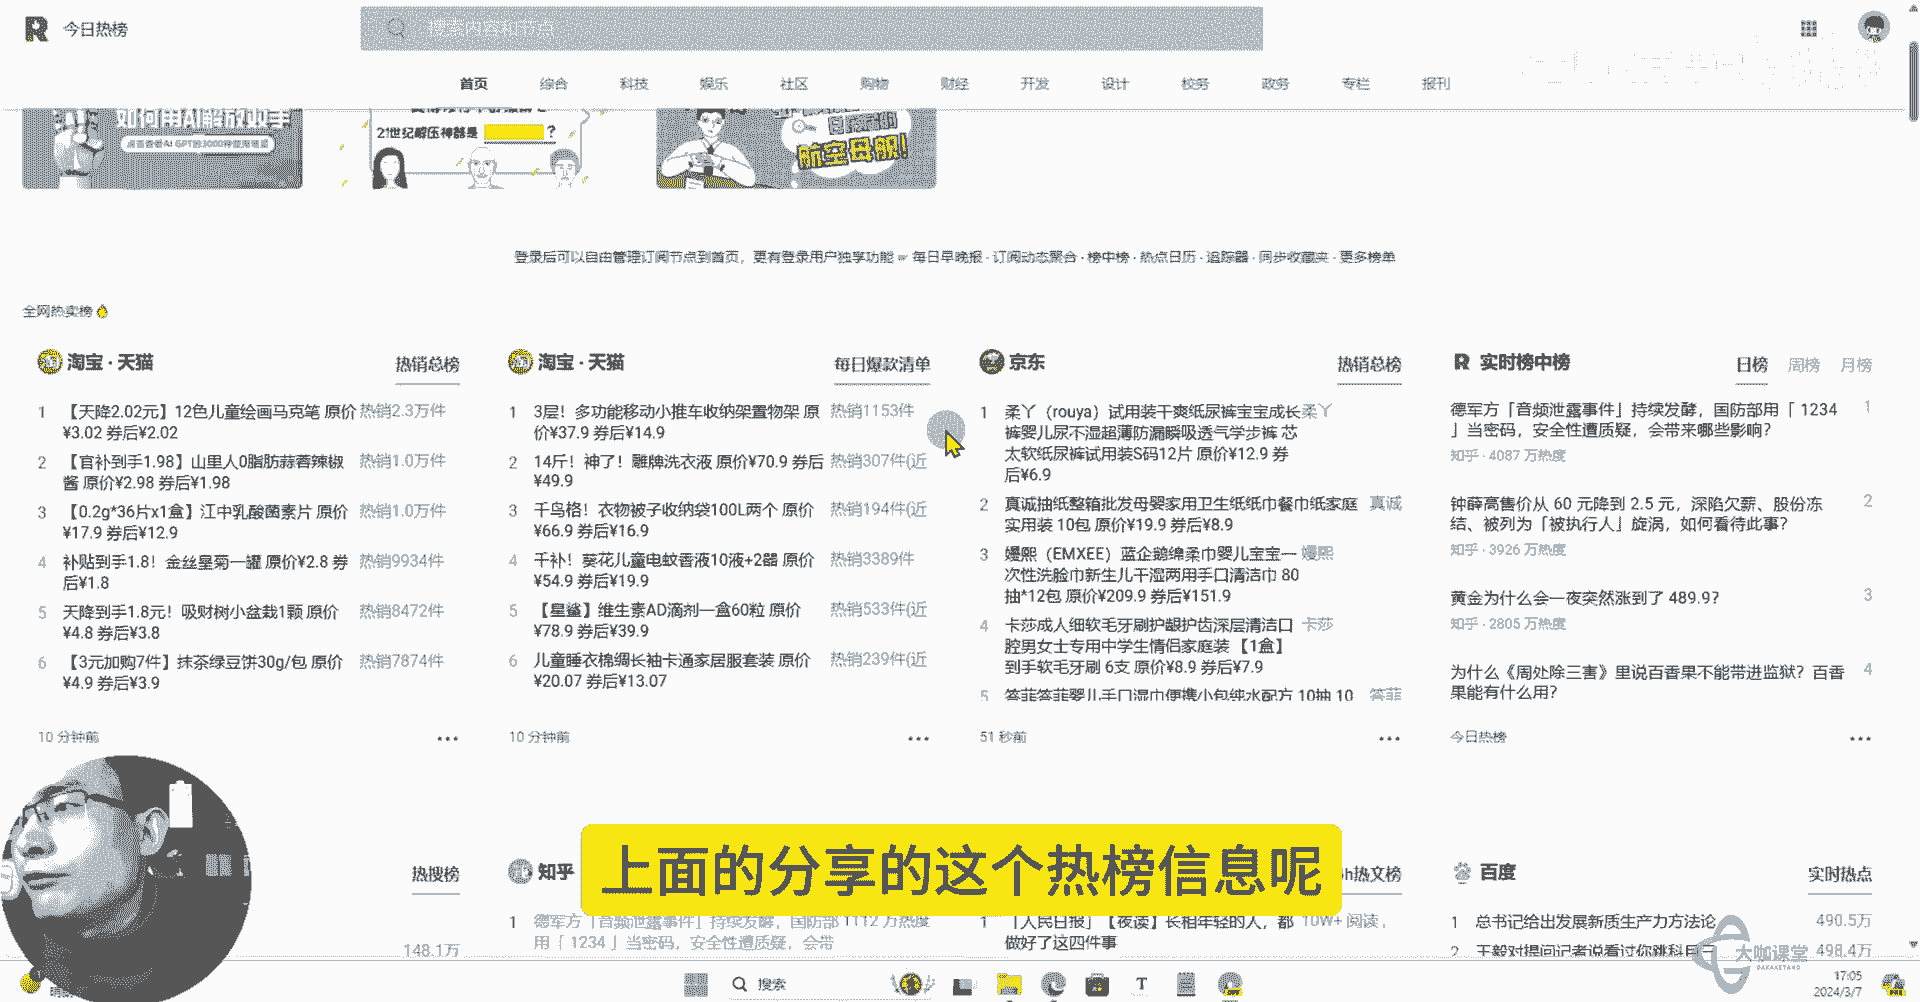 今日热榜
搜索内容和节点
首页 综合 科技 娱乐 社区 购物 财经 开发 设计 校务 政务 专栏 报刊
如何用AI解放双手
21世纪解压神器是 ?
航空母舰!
登录后可以自由管理订阅节点到首页，更有登录用户独享功能 ☞ 每日早晚报 · 订阅动态聚合 · 榜中榜 · 热点日历 · 追踪器 · 同步收藏夹 · 更多榜单
全网热卖榜
淘宝 · 天猫 热销总榜
1 【天降2.02元】12色儿童绘画马克笔 原价 热销2.3万件
¥3.02 券后¥2.02
2 【官补到手1.98】山里人0脂肪蒜蓉辣椒 热销1.0万件
酱 原价¥2.98 券后¥1.98
3 【0.2g*36片x1盒】江中乳酸菌素片 原价 热销1.0万件
¥17.9 券后¥12.9
4 补贴到手1.8！金丝皇菊一罐 原价¥2.8 券 热销9934件
后¥1.8
5 天降到手1.8元！吸财树小盆栽1颗 原价 热销8472件
¥4.8 券后¥3.8
6 【3元加购7件】抹茶绿豆饼30g/包 原价 热销7874件
¥4.9 券后¥3.9
10 分钟前
淘宝 · 天猫 每日爆款清单
1 3层！多功能移动小推车收纳架置物架 原 热销1153件
价¥37.9 券后¥14.9
2 14斤！神了！雕牌洗衣液 原价¥70.9 券后 热销307件(近
¥49.9
3 千鸟格！衣物被子收纳袋100L两个 原价 热销194件(近
¥66.9 券后¥16.9
4 千补！葵花儿童电蚊香液10液+2器 原价 热销3389件
¥54.9 券后¥19.9
5 【星鲨】维生素AD滴剂一盒60粒 原价 热销533件(近
¥78.9 券后¥39.9
6 儿童睡衣棉绸长袖卡通家居服套装 原价 热销239件(近
¥20.07 券后¥13.07
10 分钟前
京东 热销总榜
1 柔丫（rouya）试用装干爽纸尿裤宝宝成长 柔丫
裤婴儿尿不湿超薄防漏瞬吸透气学步裤 芯
太软纸尿裤试用装S码12片 原价¥12.9 券
后¥6.9
2 真诚抽纸整箱批发母婴家用卫生纸纸巾餐巾纸家庭 真诚
实用装 10包 原价¥19.9 券后¥8.9
3 嫚熙（EMXEE）蓝企鹅绵柔巾婴儿宝宝一 嫚熙
次性洗脸巾新生儿干湿两用手口清洁巾 80
抽*12包 原价¥209.9 券后¥151.9
4 卡莎成人细软毛牙刷护龈护齿深层清洁口 卡莎
腔男女士专用中学生情侣家庭装 【1盒】
到手软毛牙刷 6支 原价¥8.9 券后¥7.9
5 答菲答菲婴儿手口湿巾便携小包纯水配方 10抽 10 答菲
51 秒前
实时榜中榜 日榜 周榜 月榜
德军方「音频泄露事件」持续发酵，国防部用「 1234 1
」当密码，安全性遭质疑，会带来哪些影响？
知乎 · 4087 万热度
钟薛高售价从 60 元降到 2.5 元，深陷欠薪、股份冻 2
结、被列为「被执行人」旋涡，如何看待此事？
知乎 · 3926 万热度
黄金为什么会一夜突然涨到了 489.9？ 3
知乎 · 2805 万热度
为什么《周处除三害》里说百香果不能带进监狱？百香 4
果能有什么用？
今日热榜
热搜榜
148.1万
知乎
1 德军方「音频泄露事件」持续发酵，国防部 1112 万热度
用「 1234 」当密码，安全性遭质疑，会带
h热文榜
1 「人民日报」【夜读】长相年轻的人，都 10W+ 阅读，
做好了这四件事
百度 实时热点
1 总书记给出发展新质生产力方法论 490.5万
2 王毅对提问记者说看过你跳科目三 498.4万
上面的分享的这个热榜信息呢
大咖课堂
DAKAKETANG
搜索
17:05
2024/3/7